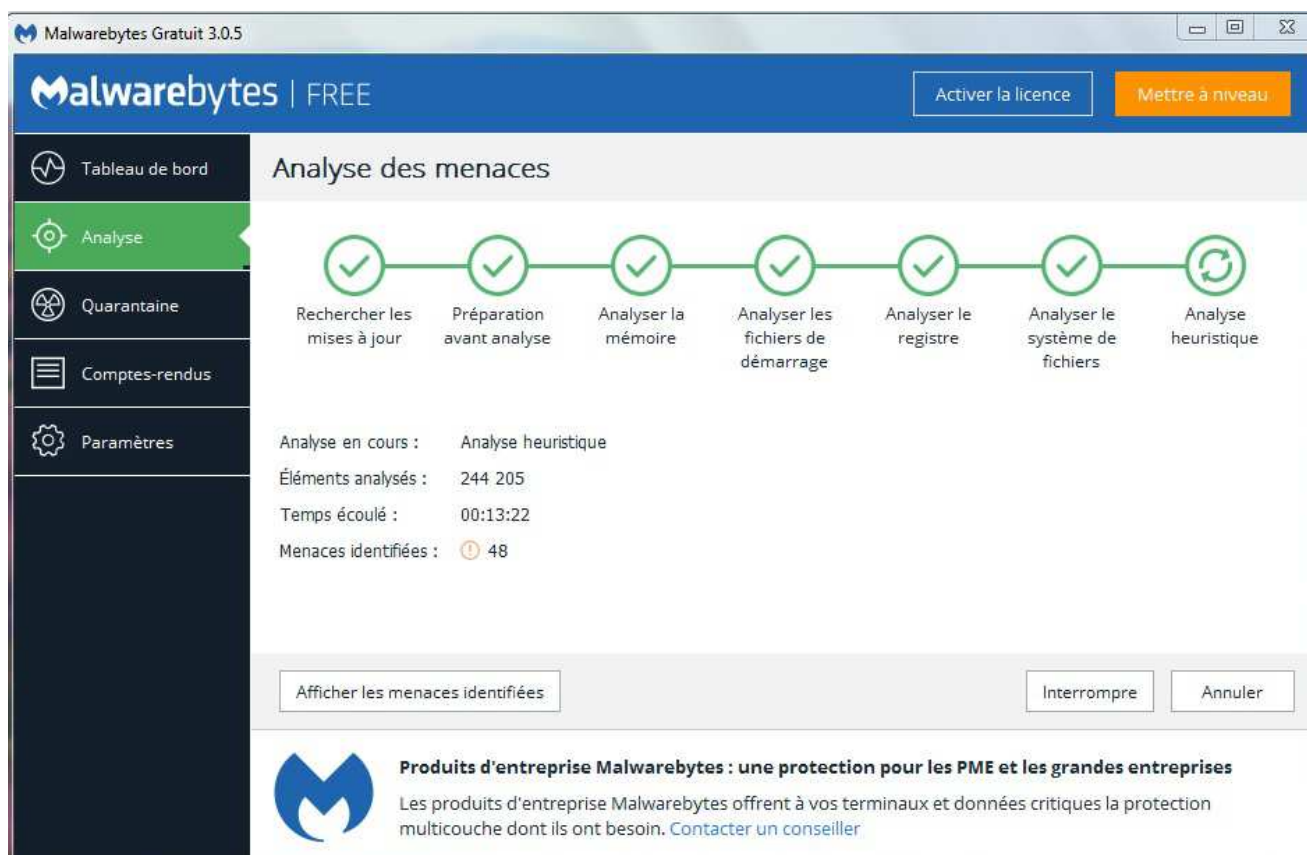 Malwarebytes Gratuit 3.0.5
Malwarebytes | FREE
Activer la licence
Mettre à niveau
Tableau de bord
Analyse
Quarantaine
Comptes-rendus
Paramètres
Analyse des menaces
Rechercher les
mises à jour
Préparation
avant analyse
Analyser la
mémoire
Analyser les
fichiers de
démarrage
Analyser le
registre
Analyser le
système de
fichiers
Analyse
heuristique
Analyse en cours : Analyse heuristique
Éléments analysés : 244 205
Temps écoulé : 00:13:22
Menaces identifiées : 48
Afficher les menaces identifiées
Interrompre
Annuler
Produits d'entreprise Malwarebytes : une protection pour les PME et les grandes entreprises
Les produits d'entreprise Malwarebytes offrent à vos terminaux et données critiques la protection
multicouche dont ils ont besoin. Contacter un conseiller